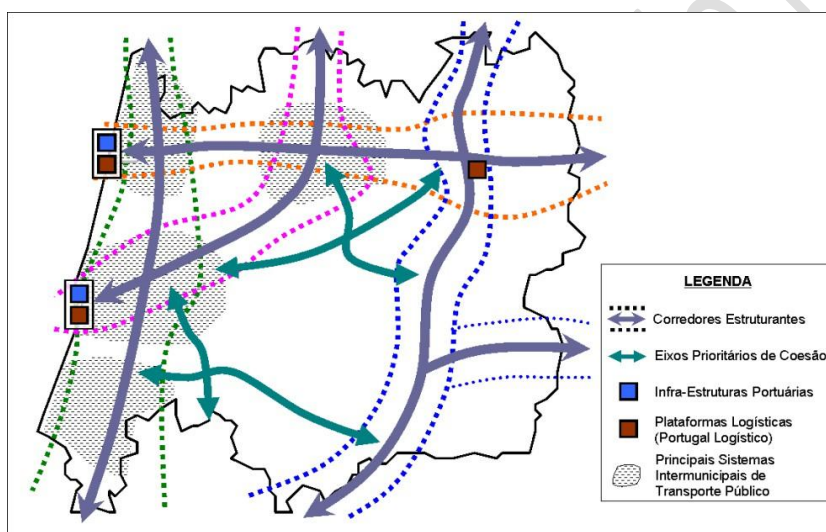 LEGENDA
Corredores Estruturantes
Eixos Prioritários de Coesão
Infra-Estruturas Portuárias
Plataformas Logísticas
(Portugal Logístico)
Principais Sistemas
Intermunicipais de
Transporte Público